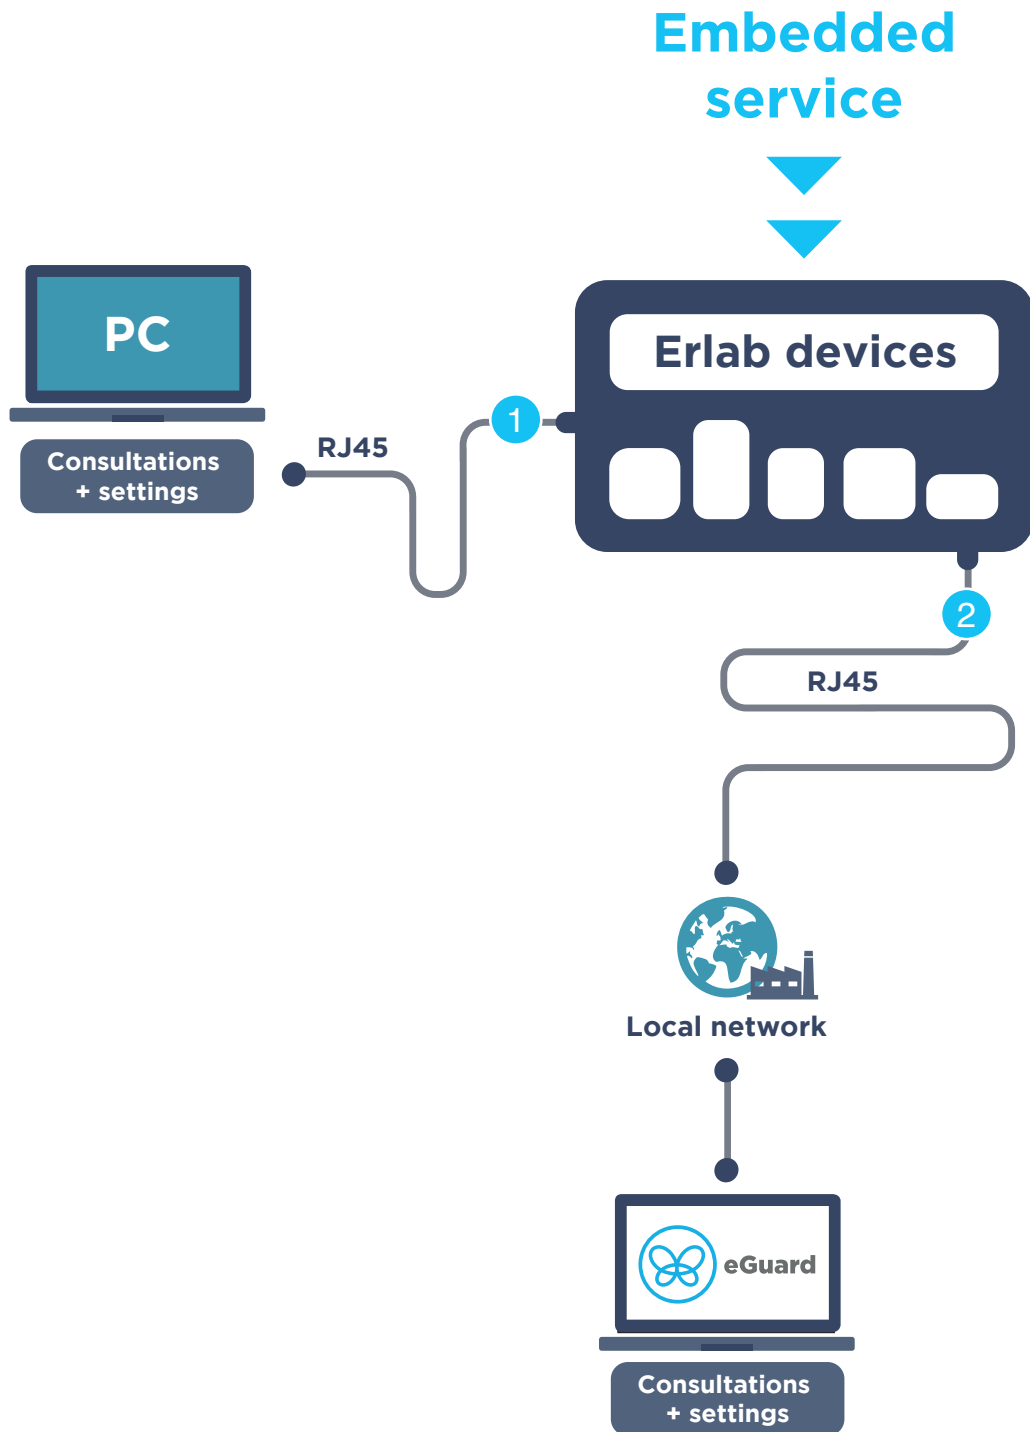 Embedded
service
PC
Erlab devices
1
RJ45
Consultations
+ settings
2
RJ45
Local network
eGuard
Consultations
+ settings